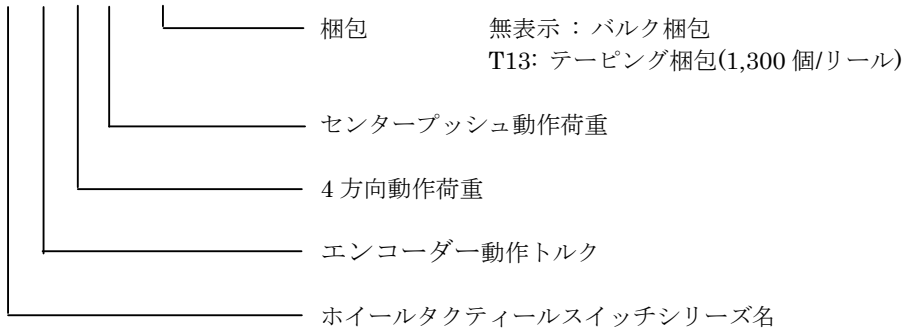 梱包 無表示 : バルク梱包
T13: テーピング梱包(1,300 個/リール)
センタープッシュ動作荷重
4 方向動作荷重
エンコーダー動作トルク
ホイールタクティールスイッチシリーズ名